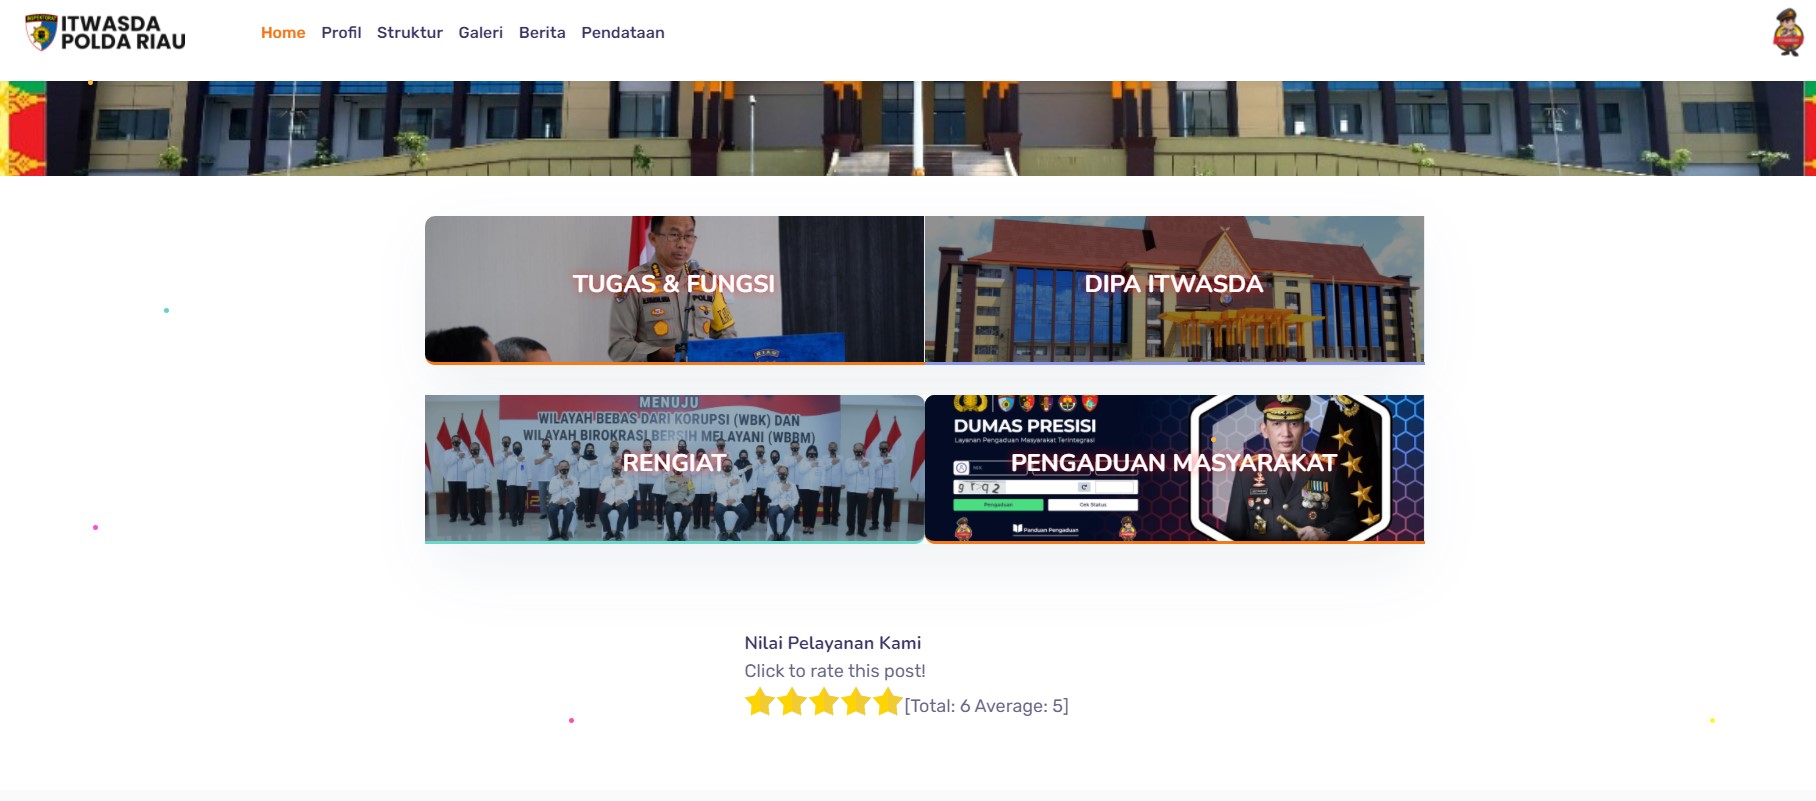 ITWASDA
POLDA RIAU
Home Profil Struktur Galeri Berita Pendataan
TUGAS & FUNGSI
DIPA ITWASDA
MENUJU
WILAYAH BEBAS DARI KORUPSI (WBK) DAN
WILAYAH BIROKRASI BERSIH MELAYANI (WBBM)
RENGIAT
DUMAS PRESISI
Layanan Pengaduan Masyarakat Terintegrasi
PENGADUAN MASYARAKAT
Pengaduan Cek Status
Panduan Pengaduan
Nilai Pelayanan Kami
Click to rate this post!
[Total: 6 Average: 5]